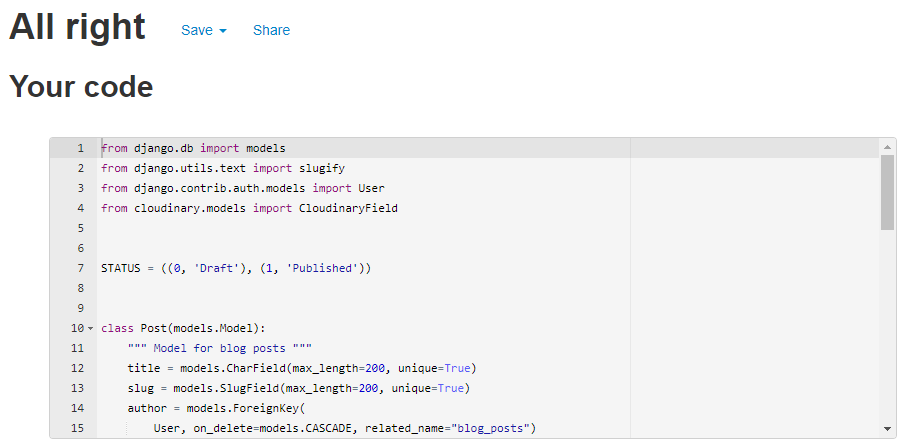 All right Save Share
Your code
1 from django.db import models
2 from django.utils.text import slugify
3 from django.contrib.auth.models import User
4 from cloudinary.models import CloudinaryField
5
6
7 STATUS = ((0, 'Draft'), (1, 'Published'))
8
9
10 class Post(models.Model):
11     """ Model for blog posts """
12     title = models.CharField(max_length=200, unique=True)
13     slug = models.SlugField(max_length=200, unique=True)
14     author = models.ForeignKey(
15         User, on_delete=models.CASCADE, related_name="blog_posts")